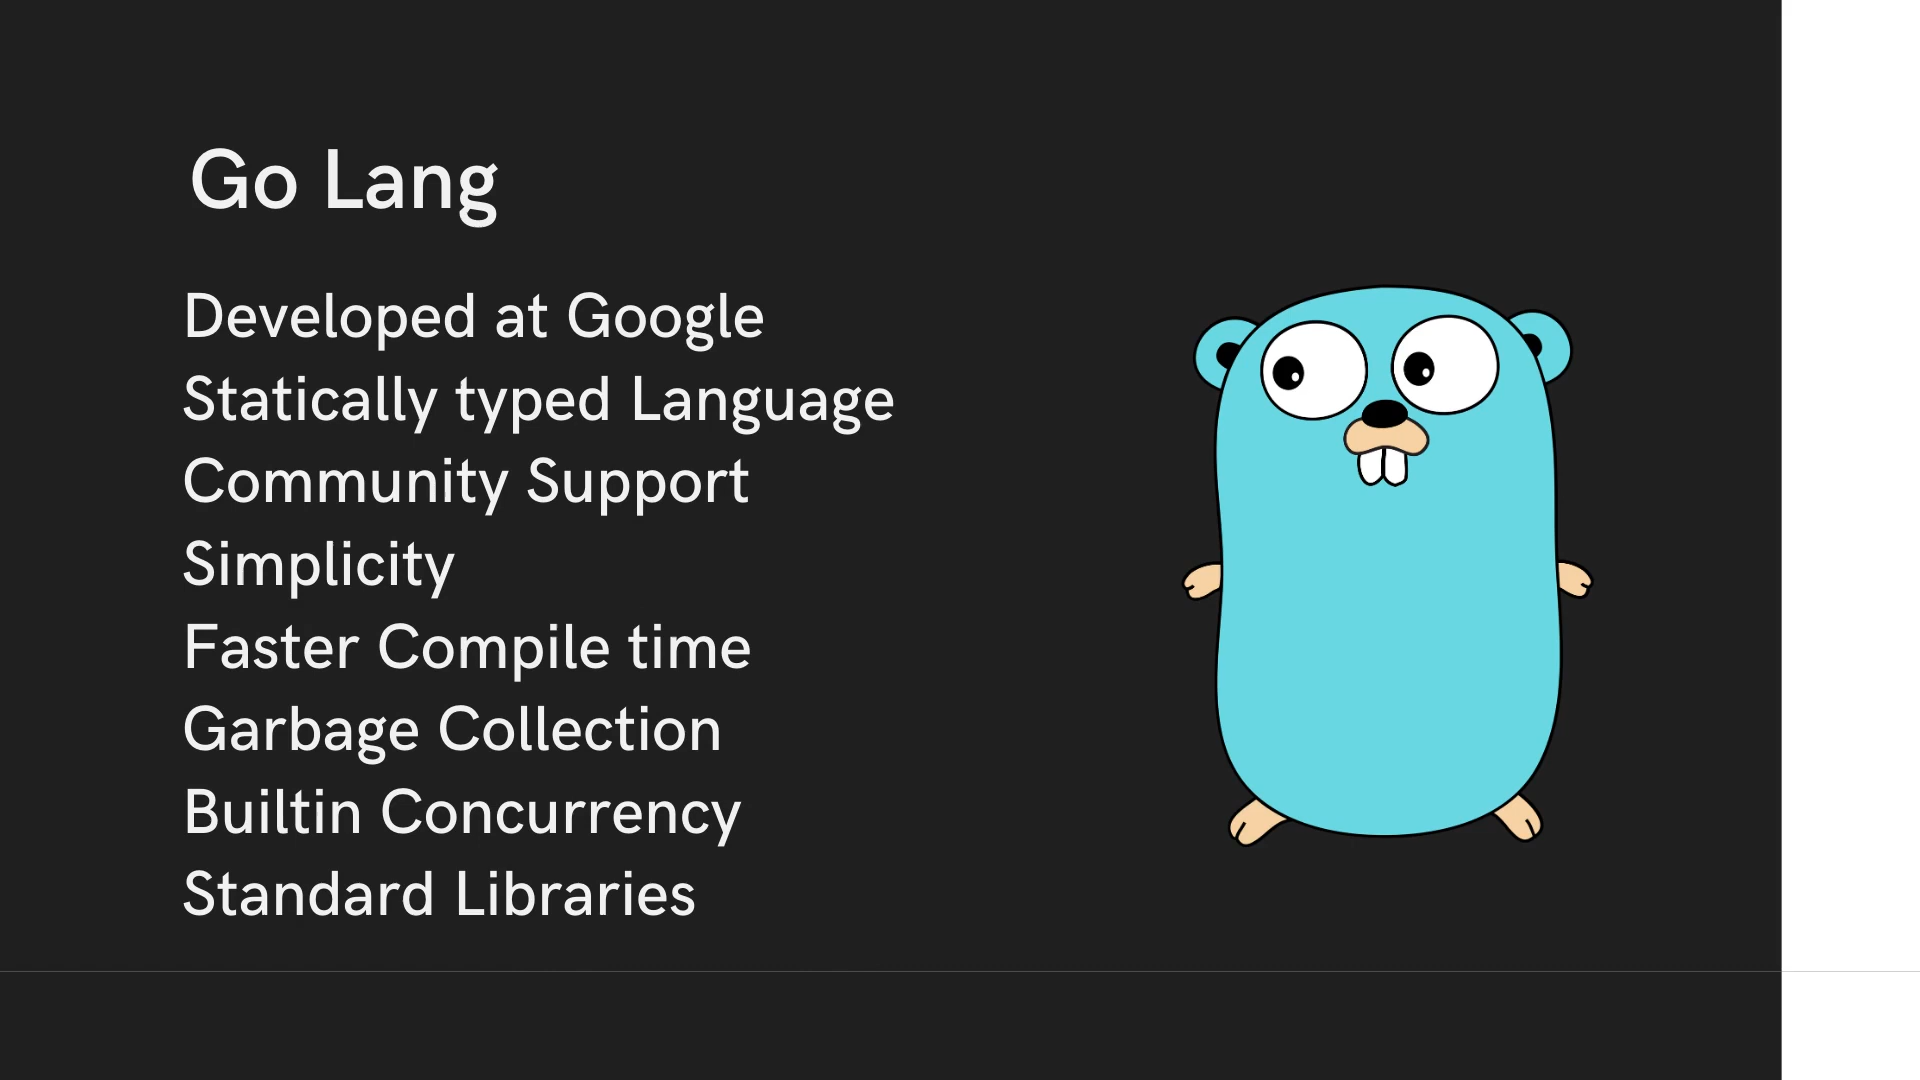 Go Lang
Developed at Google
Statically typed Language
Community Support
Simplicity
Faster Compile time
Garbage Collection
Builtin Concurrency
Standard Libraries